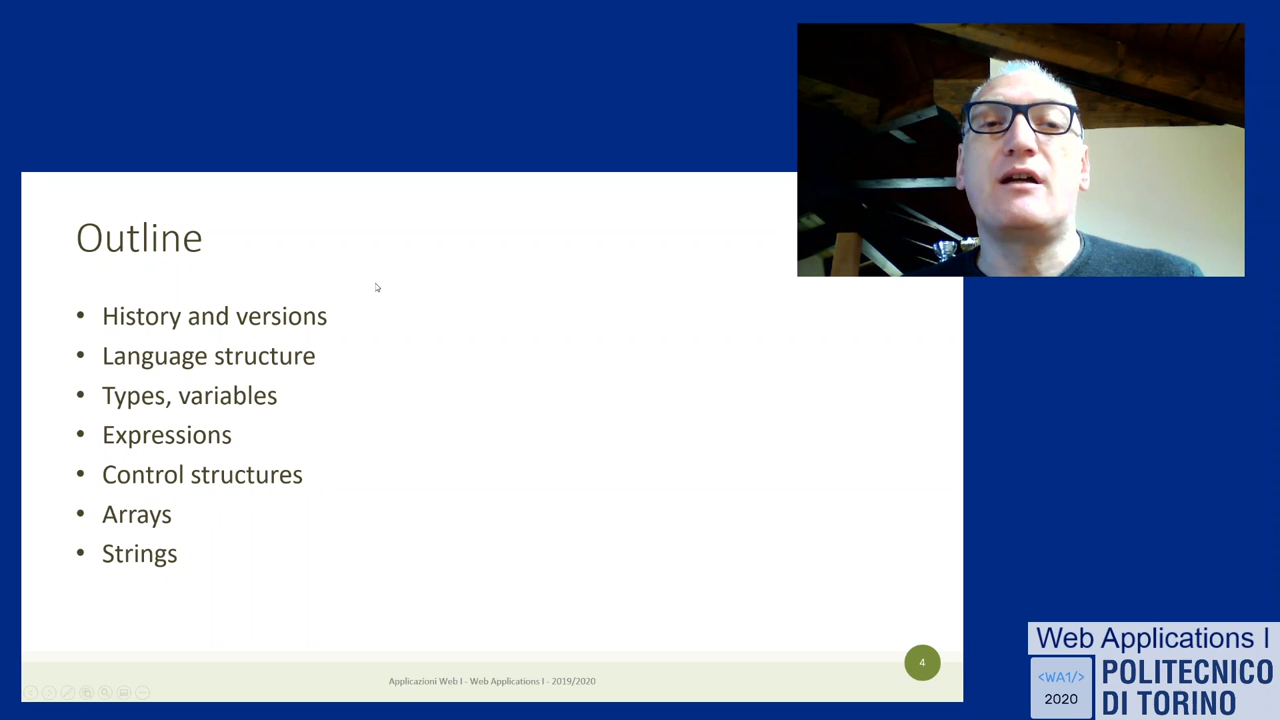 Outline
• History and versions
• Language structure
• Types, variables
• Expressions
• Control structures
• Arrays
• Strings
4
Applicazioni Web I - Web Applications I - 2019/2020
Web Applications I
<WA1/>
2020
POLITECNICO
DI TORINO